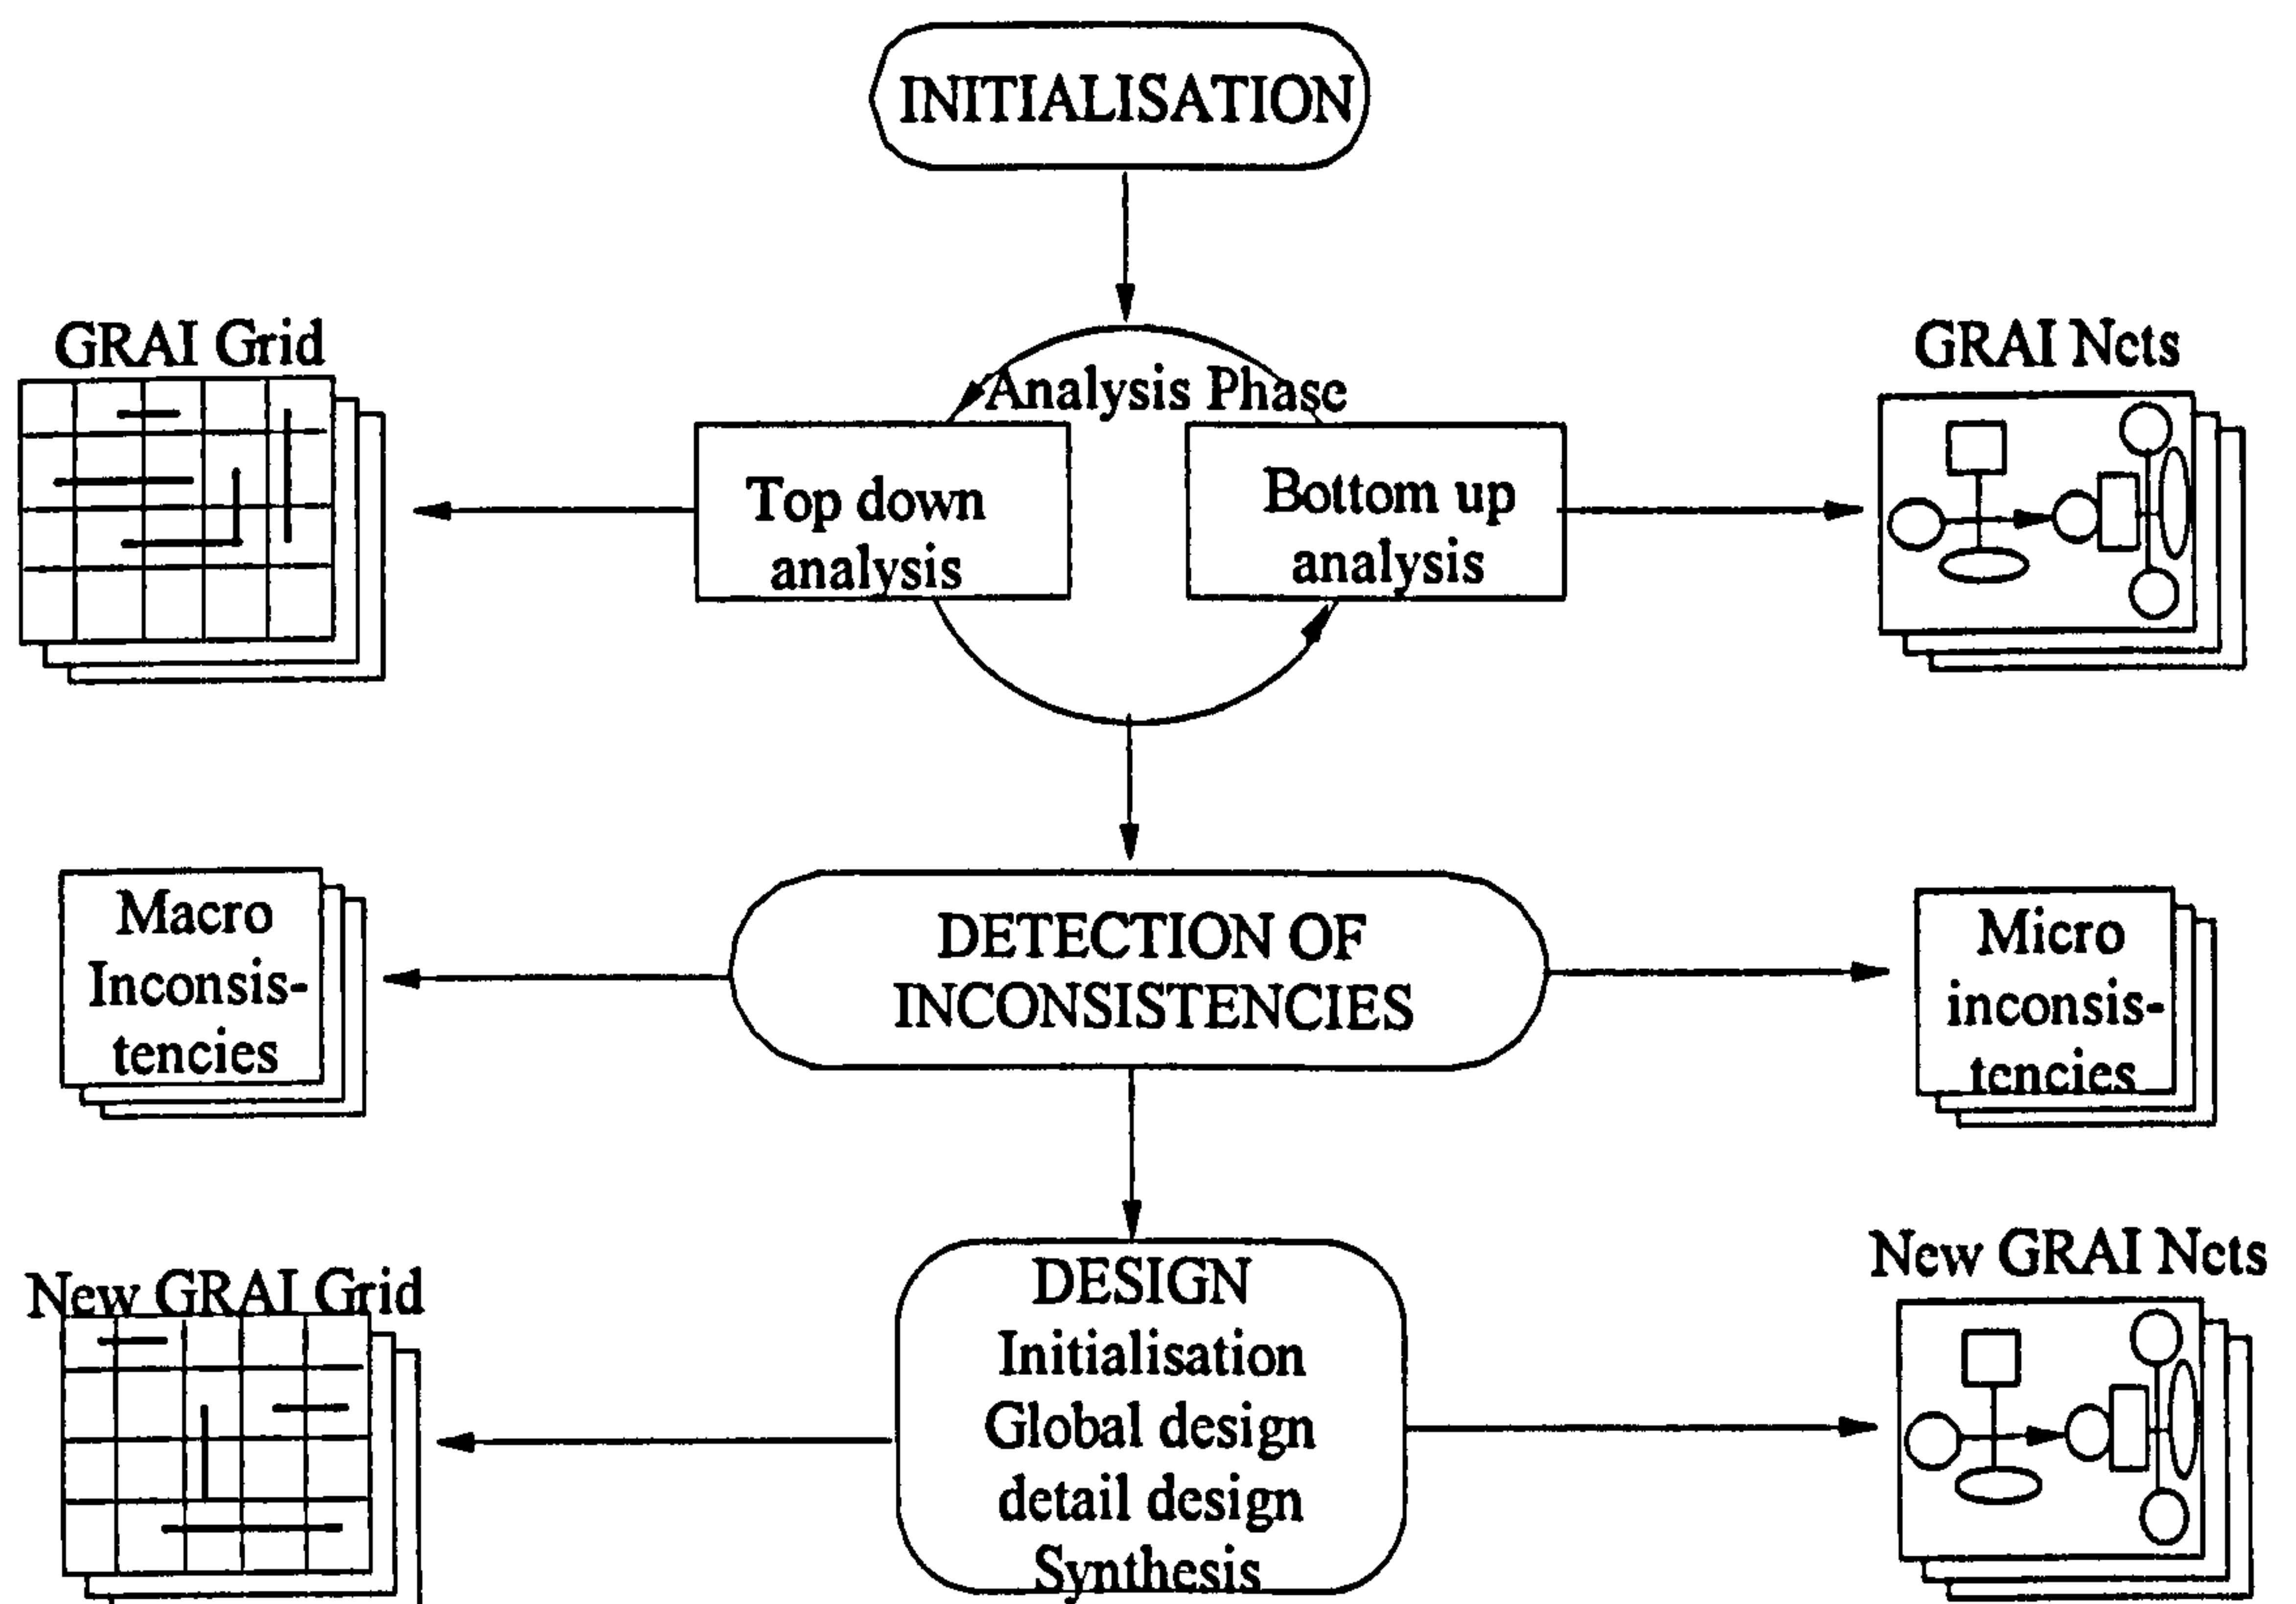 INITIALISATION
GRAI Grid
GRAI Nets
Analysis Phase
Top down
analysis
Bottom up
analysis
Macro
Inconsis-
tencies
DETECTION OF
INCONSISTENCIES
Micro
inconsis-
tencies
New GRAI Grid
DESIGN
Initialisation
Global design
detail design
Synthesis
New GRAI Nets